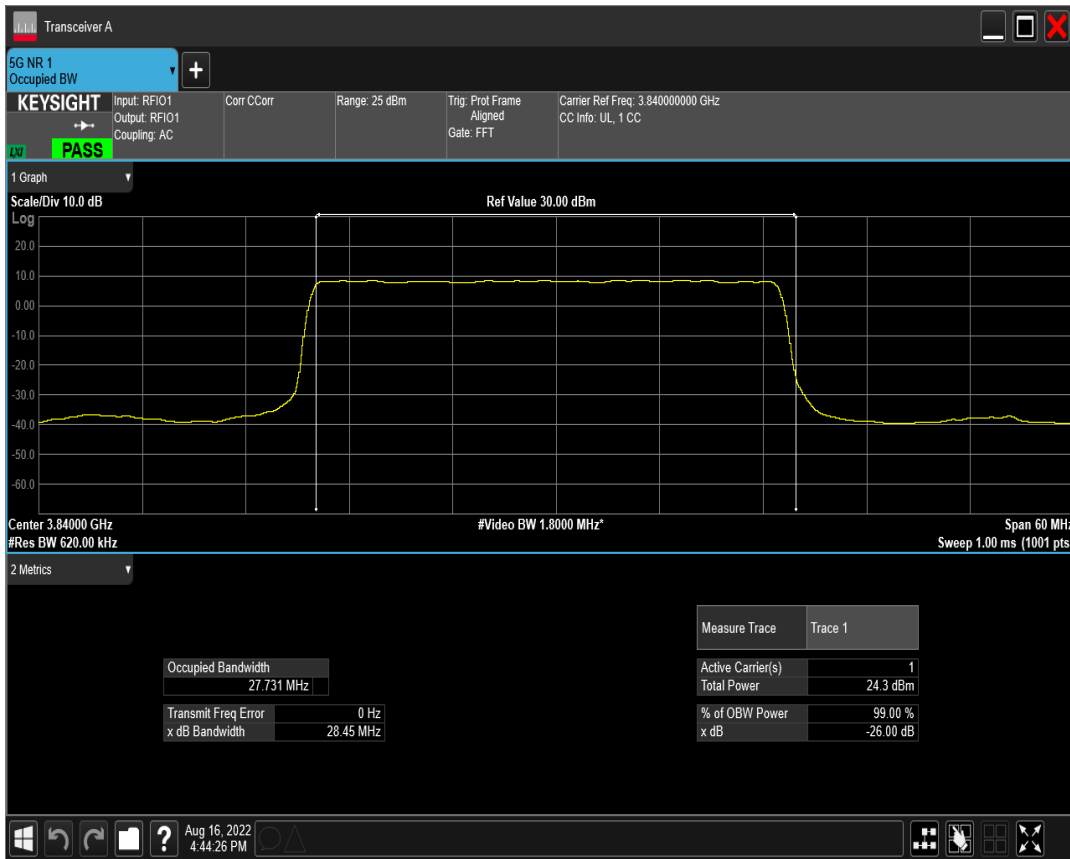 Transceiver A
5G NR 1
Occupied BW
KEYSIGHT
LXI
PASS
Input: RFIO1
Output: RFIO1
Coupling: AC
Corr CCorr
Range: 25 dBm
Trig: Prot Frame
Aligned
Gate: FFT
Carrier Ref Freq: 3.840000000 GHz
CC Info: UL, 1 CC
1 Graph
Scale/Div 10.0 dB
Ref Value 30.00 dBm
Log
20.0
10.0
0.00
-10.0
-20.0
-30.0
-40.0
-50.0
-60.0
Center 3.84000 GHz
#Video BW 1.8000 MHz*
Span 60 MHz
#Res BW 620.00 kHz
Sweep 1.00 ms (1001 pts
2 Metrics
Measure Trace Trace 1
Occupied Bandwidth
27.731 MHz
Active Carrier(s) 1
Total Power 24.3 dBm
Transmit Freq Error 0 Hz
x dB Bandwidth 28.45 MHz
% of OBW Power 99.00 %
x dB -26.00 dB
?
Aug 16, 2022
4:44:26 PM